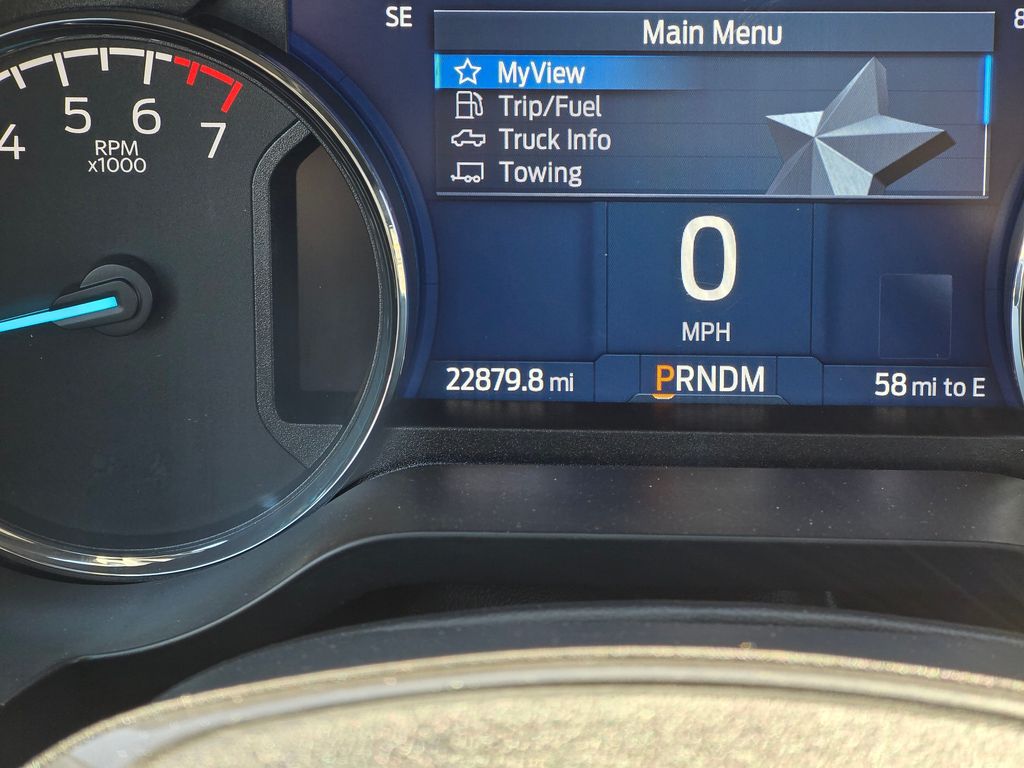 SE
8
Main Menu
MyView
Trip/Fuel
Truck Info
Towing
4 5 6 7
RPM
x1000
0
MPH
22879.8 mi
PRNDM
58 mi to E